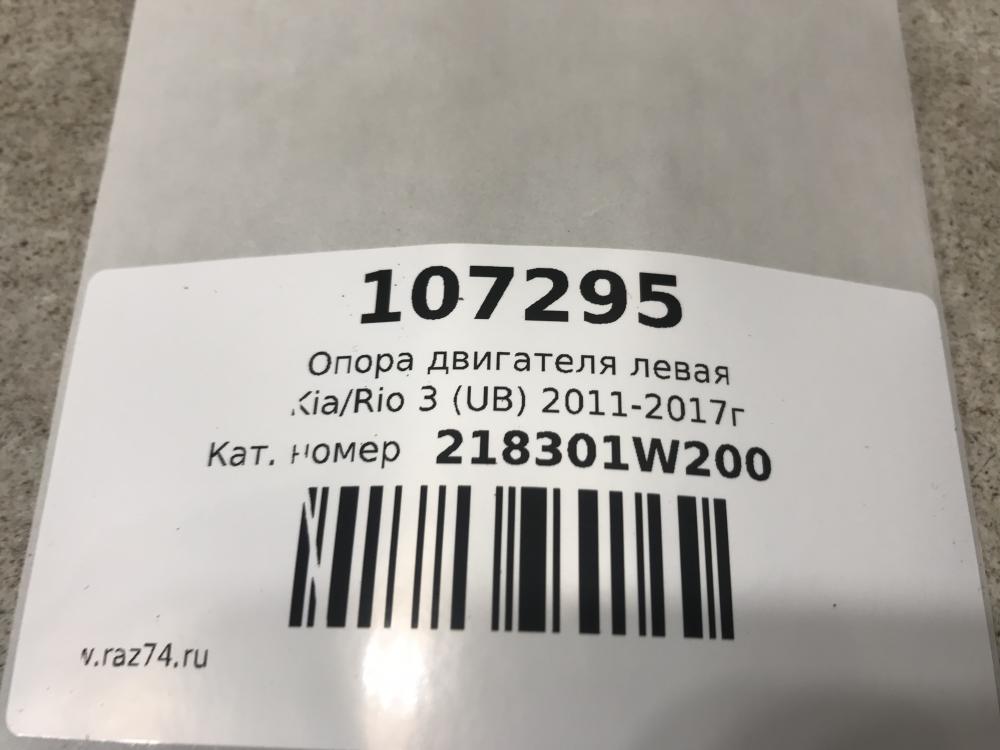 107295
Опора двигателя левая
Kia/Rio 3 (UB) 2011-2017г
Кат. номер 218301W200
w.raz74.ru